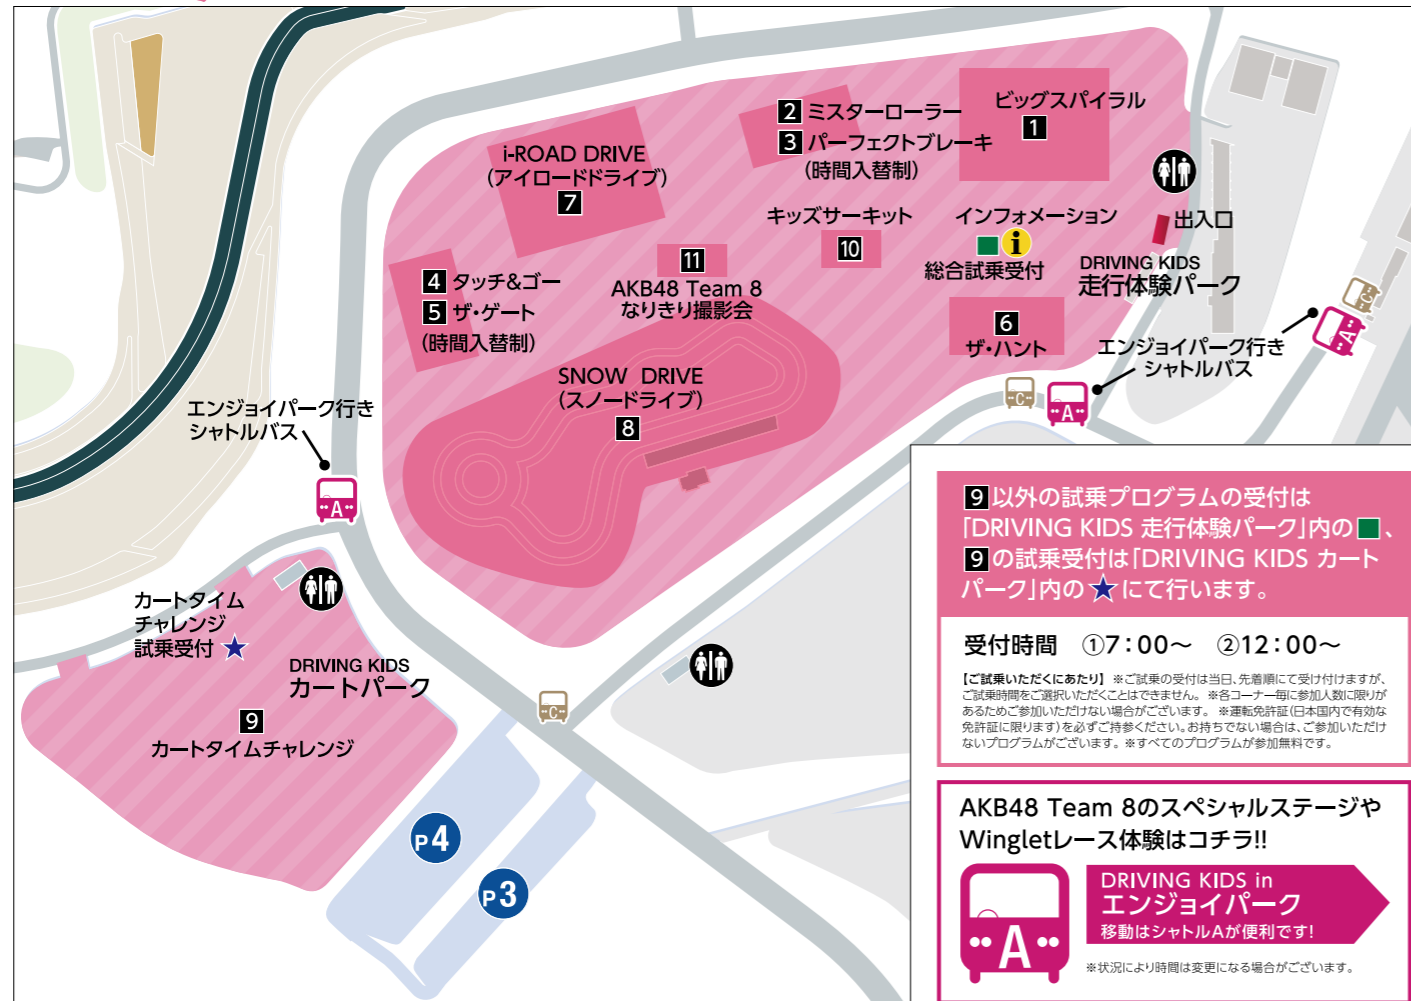 ビッグスパイラル
1
2 ミスターローラー
3 パーフェクトブレーキ
(時間入替制)
i-ROAD DRIVE
(アイロードドライブ)
7
キッズサーキット
10
インフォメーション
i
総合試乗受付
出入口
DRIVING KIDS
走行体験パーク
11
AKB48 Team 8
なりきり撮影会
4 タッチ&ゴー
5 ザ・ゲート
(時間入替制)
6
ザ・ハント
C
A
エンジョイパーク行き
シャトルバス
C
A
SNOW DRIVE
(スノードライブ)
8
エンジョイパーク行き
シャトルバス
A
カートタイム
チャレンジ
試乗受付 ★
DRIVING KIDS
カートパーク
9
カートタイムチャレンジ
C
P4
P3
9以外の試乗プログラムの受付は
「DRIVING KIDS 走行体験パーク」内の■、
9の試乗受付は「DRIVING KIDS カート
パーク」内の★にて行います。
受付時間 ①7:00〜 ②12:00〜
【ご試乗いただくにあたり】 ※ご試乗の受付は当日、先着順にて受け付けますが、
ご試乗時間をご選択いただくことはできません。 ※各コーナー毎に参加人数に限りが
あるためご参加いただけない場合がございます。 ※運転免許証(日本国内で有効な
免許証に限ります)を必ずご持参ください。お持ちでない場合は、ご参加いただけ
ないプログラムがございます。 ※すべてのプログラムが参加無料です。
AKB48 Team 8のスペシャルステージや
Wingletレース体験はコチラ!!
A
DRIVING KIDS in
エンジョイパーク
移動はシャトルAが便利です!
※状況により時間は変更になる場合がございます。